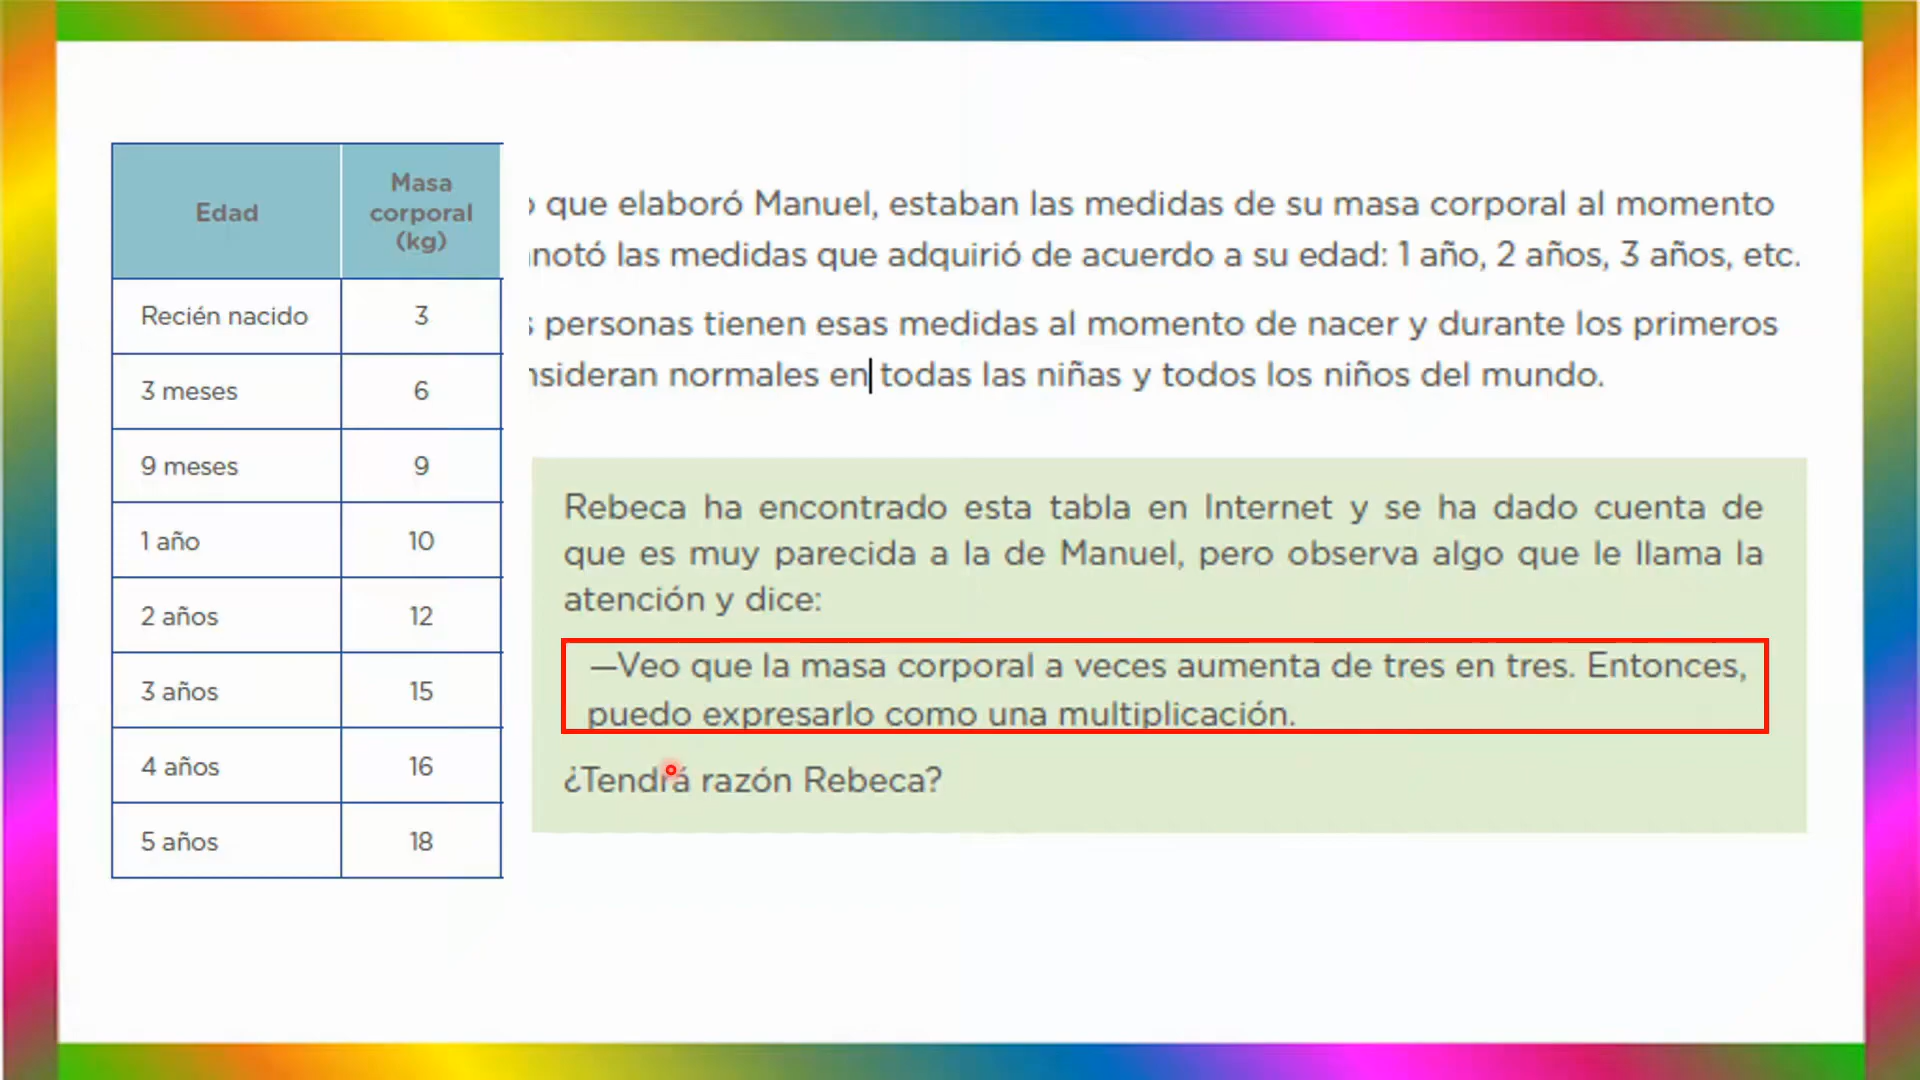 Edad Masa corporal (kg)
Recién nacido 3
3 meses 6
9 meses 9
1 año 10
2 años 12
3 años 15
4 años 16
5 años 18
que elaboró Manuel, estaban las medidas de su masa corporal al momento
notó las medidas que adquirió de acuerdo a su edad: 1 año, 2 años, 3 años, etc.
personas tienen esas medidas al momento de nacer y durante los primeros
nsideran normales en todas las niñas y todos los niños del mundo.
Rebeca ha encontrado esta tabla en Internet y se ha dado cuenta de
que es muy parecida a la de Manuel, pero observa algo que le llama la
atención y dice:
—Veo que la masa corporal a veces aumenta de tres en tres. Entonces,
puedo expresarlo como una multiplicación.
¿Tendrá razón Rebeca?